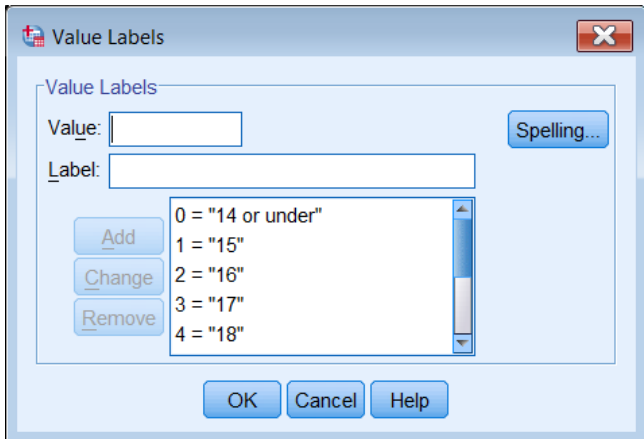 Value Labels
Value Labels
Value:
Spelling...
Label:
0 = "14 or under"
1 = "15"
2 = "16"
3 = "17"
4 = "18"
Add
Change
Remove
OK Cancel Help